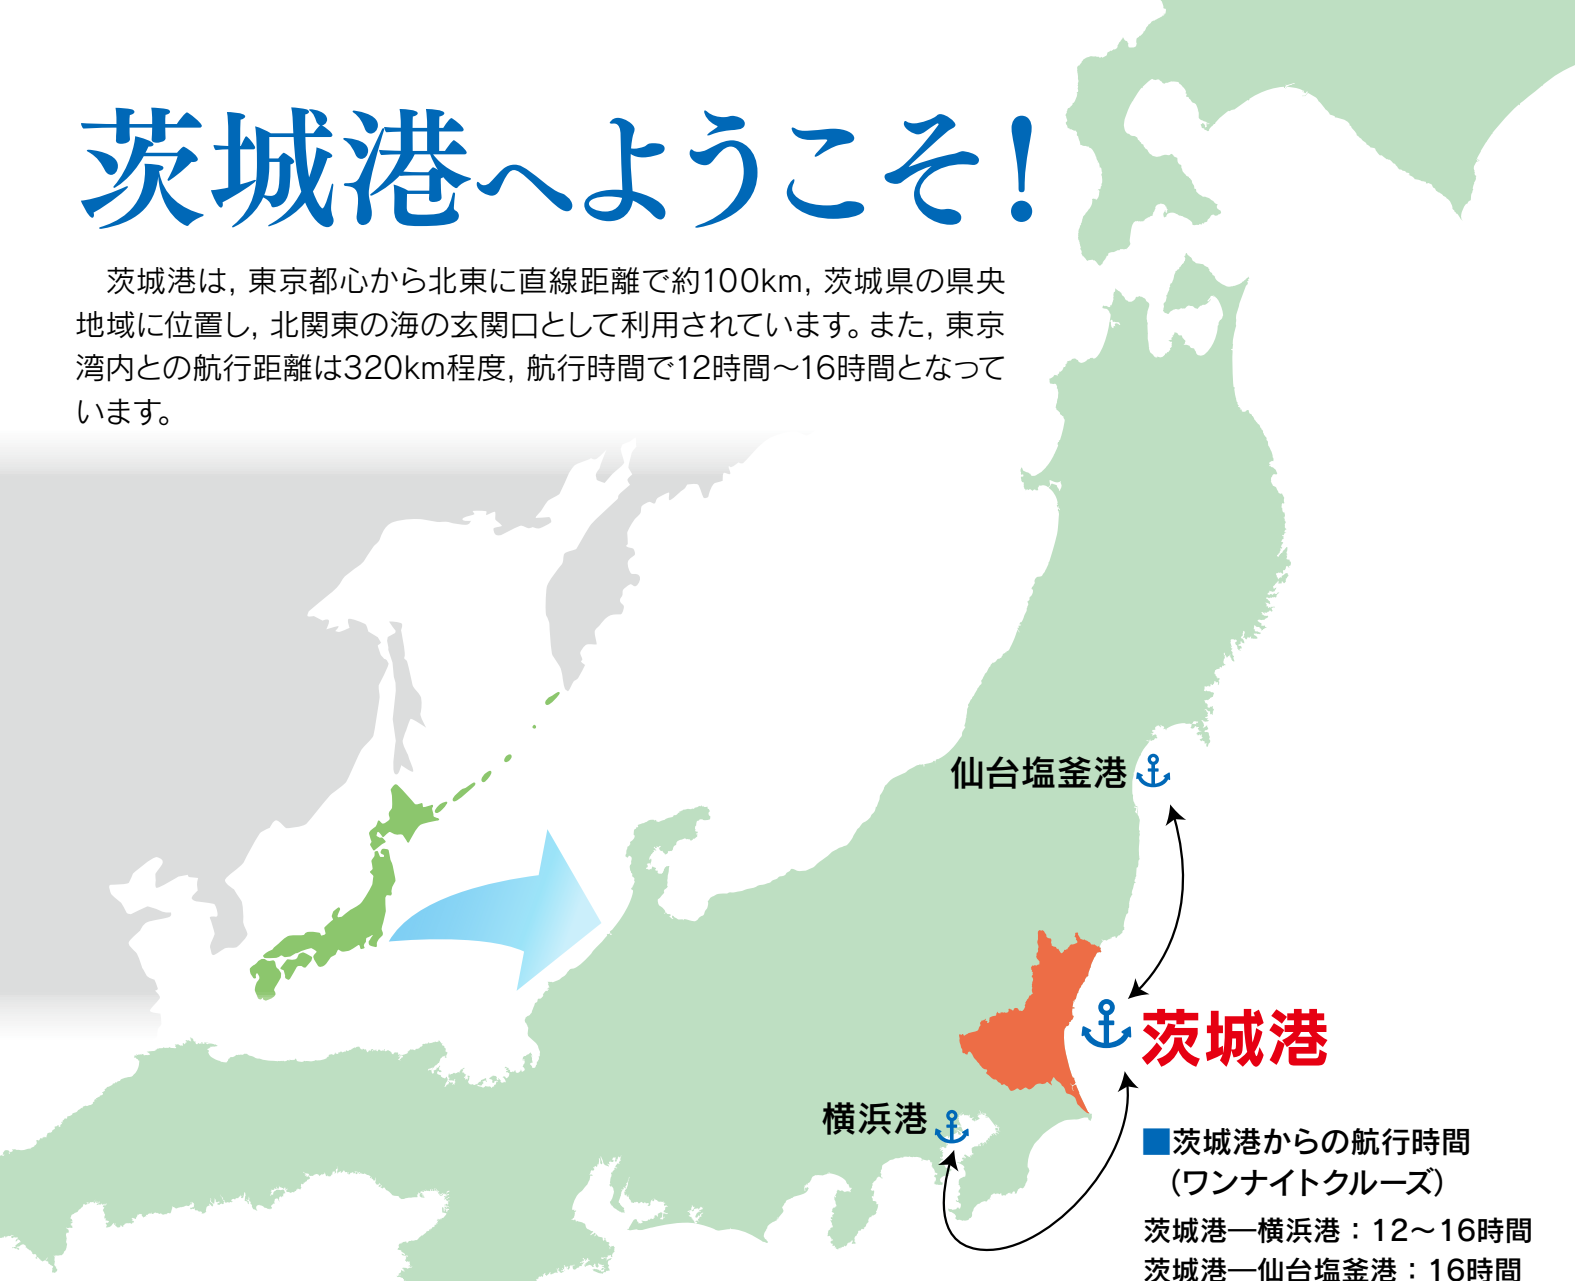 茨城港へようこそ!
茨城港は, 東京都心から北東に直線距離で約100km, 茨城県の県央
地域に位置し, 北関東の海の玄関口として利用されています。また, 東京
湾内との航行距離は320km程度, 航行時間で12時間〜16時間となって
います。
仙台塩釜港
茨城港
横浜港
■茨城港からの航行時間
(ワンナイトクルーズ)
茨城港―横浜港:12〜16時間
茨城港―仙台塩釜港:16時間